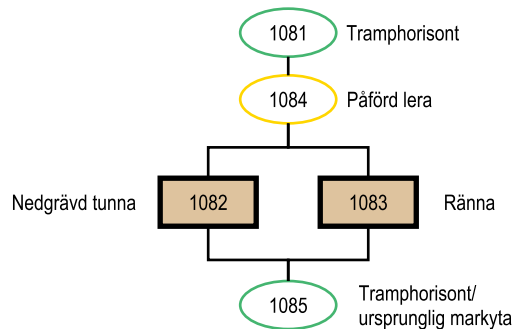 1081 Tramphorisont
1084 Påförd lera
Nedgrävd tunna 1082 1083 Ränna
1085 Tramphorisont/
ursprunglig markyta